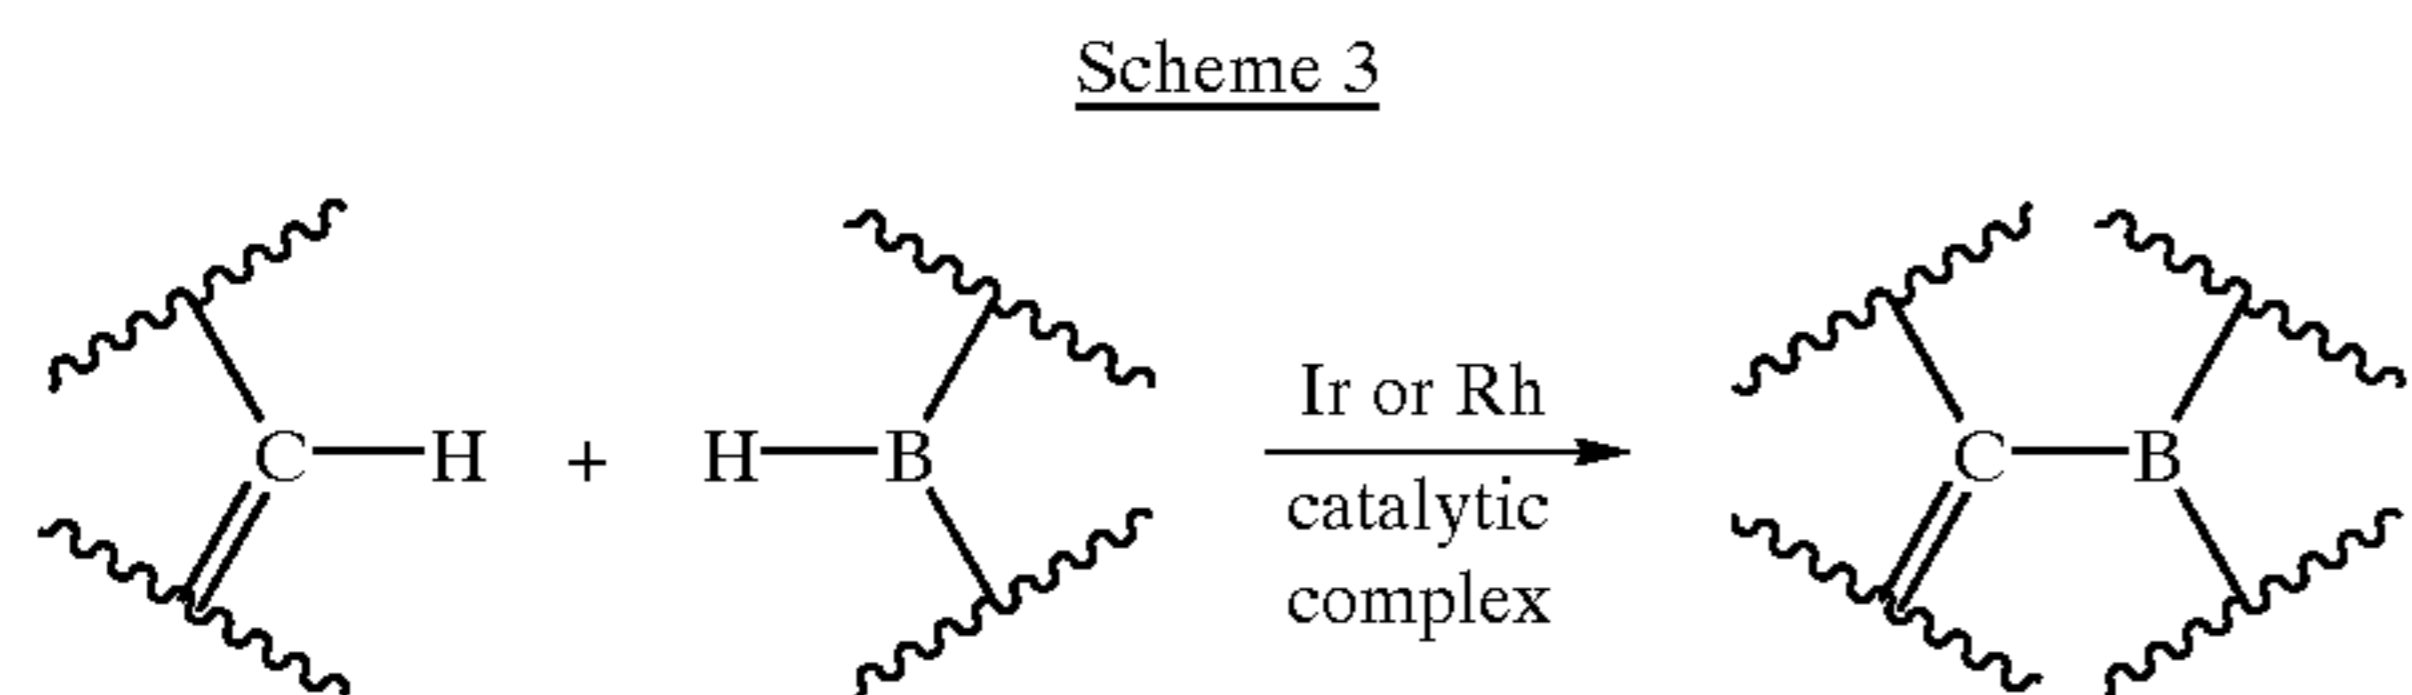 Scheme 3
C—H + H—B Ir or Rh C—B
catalytic
complex